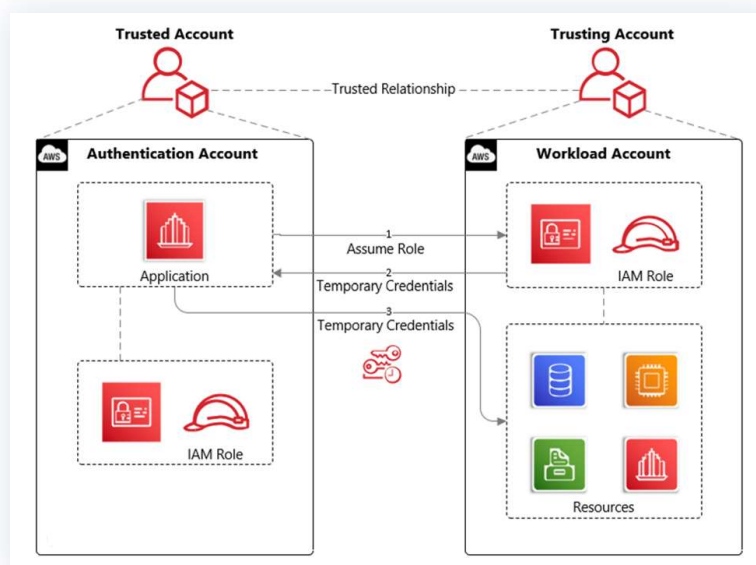 Trusted Account
Trusting Account
Trusted Relationship
AWS
Authentication Account
AWS
Workload Account
Application
1
Assume Role
2
Temporary Credentials
3
Temporary Credentials
IAM Role
IAM Role
Resources